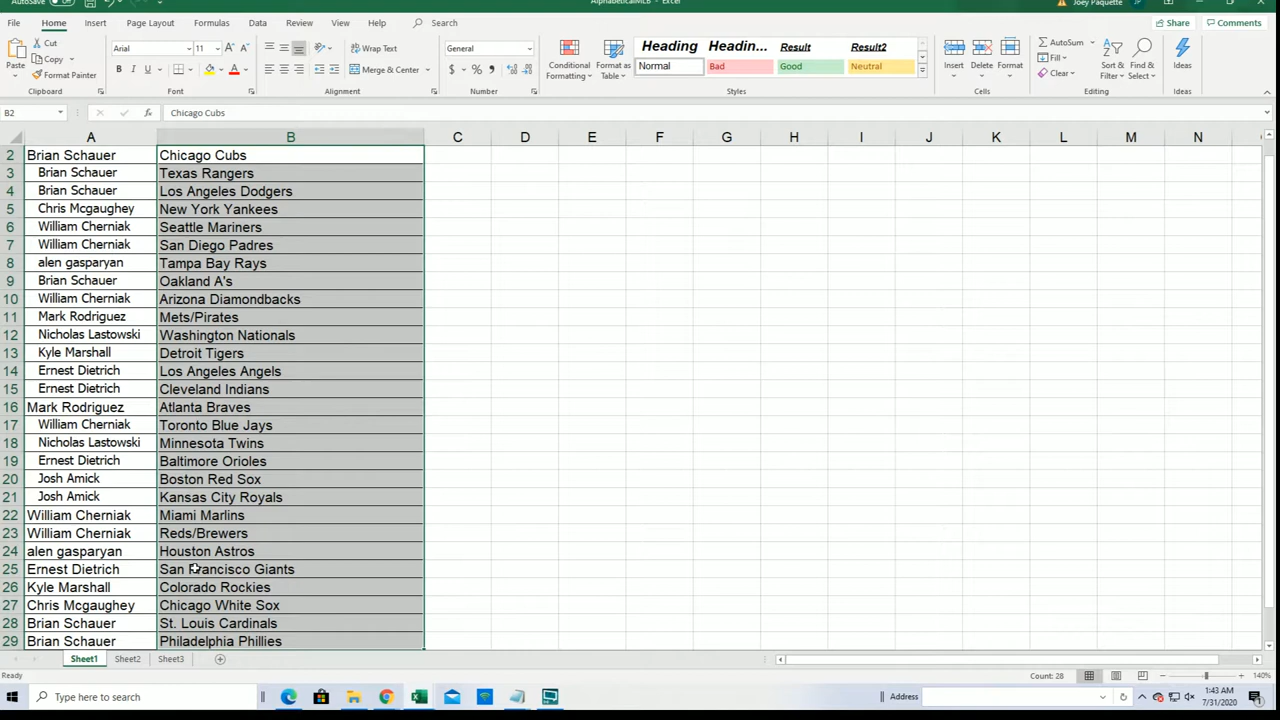 AutoSave Off AlphabeticalMLB - Excel Joey Paquette JP
File Home Insert Page Layout Formulas Data Review View Help Search Share Comments
Paste Cut Copy Format Painter Clipboard
Arial 11 Font
Wrap Text Merge & Center Alignment
General Number
Conditional Formatting Format as Table
Heading Headin... Result Result2
Normal Bad Good Neutral
Styles
Insert Delete Format Cells
AutoSum Fill Clear Sort & Filter Find & Select Editing
Ideas Ideas
B2 Chicago Cubs
A B C D E F G H I J K L M N
2 Brian Schauer Chicago Cubs
3 Brian Schauer Texas Rangers
4 Brian Schauer Los Angeles Dodgers
5 Chris Mcgaughey New York Yankees
6 William Cherniak Seattle Mariners
7 William Cherniak San Diego Padres
8 alen gasparyan Tampa Bay Rays
9 Brian Schauer Oakland A's
10 William Cherniak Arizona Diamondbacks
11 Mark Rodriguez Mets/Pirates
12 Nicholas Lastowski Washington Nationals
13 Kyle Marshall Detroit Tigers
14 Ernest Dietrich Los Angeles Angels
15 Ernest Dietrich Cleveland Indians
16 Mark Rodriguez Atlanta Braves
17 William Cherniak Toronto Blue Jays
18 Nicholas Lastowski Minnesota Twins
19 Ernest Dietrich Baltimore Orioles
20 Josh Amick Boston Red Sox
21 Josh Amick Kansas City Royals
22 William Cherniak Miami Marlins
23 William Cherniak Reds/Brewers
24 alen gasparyan Houston Astros
25 Ernest Dietrich San Francisco Giants
26 Kyle Marshall Colorado Rockies
27 Chris Mcgaughey Chicago White Sox
28 Brian Schauer St. Louis Cardinals
29 Brian Schauer Philadelphia Phillies
Sheet1 Sheet2 Sheet3
Ready Count: 28 140%
Type here to search Address 1:43 AM
7/31/2020